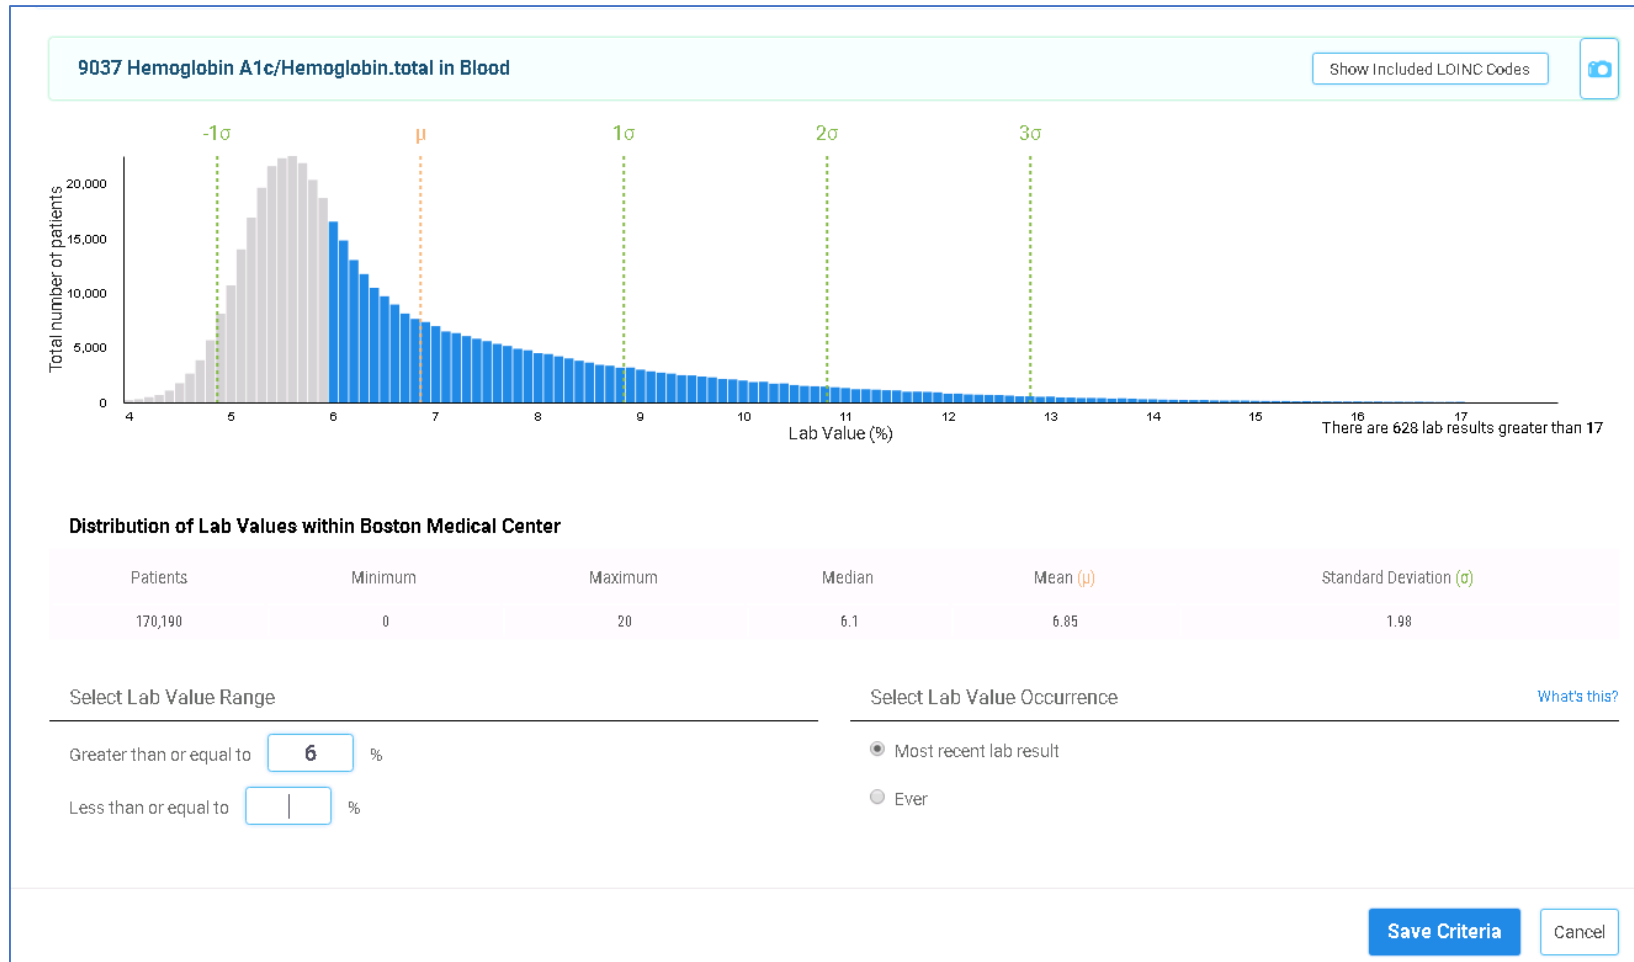 9037 Hemoglobin A1c/Hemoglobin.total in Blood
Show Included LOINC Codes
-1σ μ 1σ 2σ 3σ
Total number of patients
20,000
15,000
10,000
5,000
0
4 5 6 7 8 9 10 11 12 13 14 15 16 17
Lab Value (%)
There are 628 lab results greater than 17
Distribution of Lab Values within Boston Medical Center
Patients Minimum Maximum Median Mean (μ) Standard Deviation (σ)
170,190 0 20 6.1 6.85 1.98
Select Lab Value Range
Greater than or equal to 6 %
Less than or equal to %
Select Lab Value Occurrence What's this?
Most recent lab result
Ever
Save Criteria Cancel